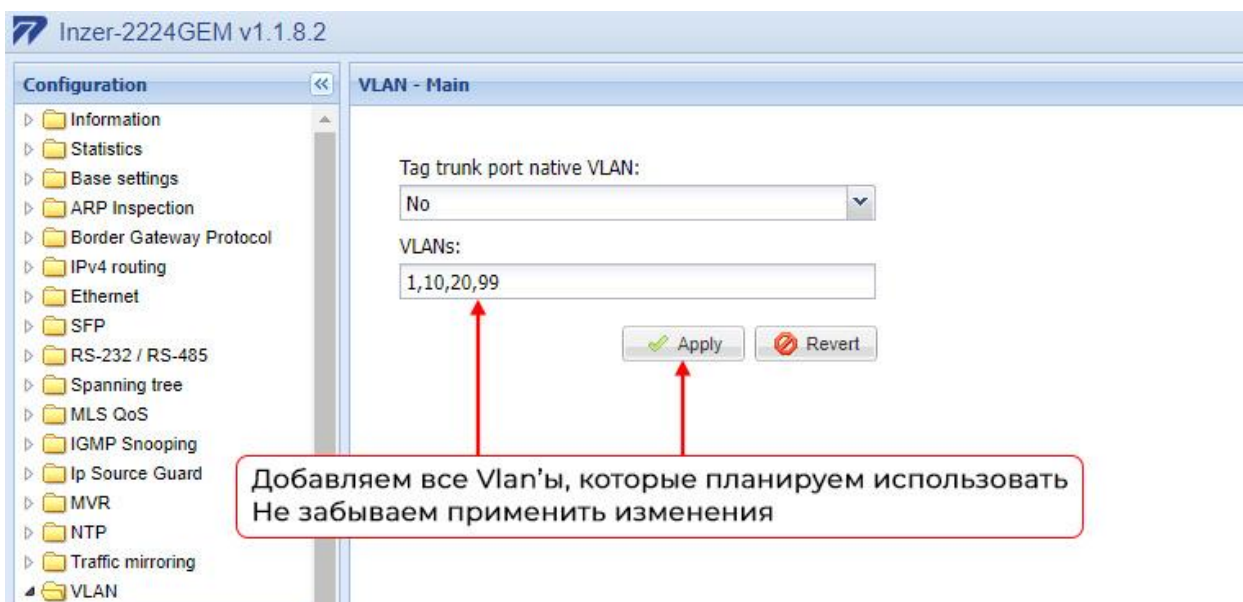 Inzer-2224GEM v1.1.8.2
Configuration
Information
Statistics
Base settings
ARP Inspection
Border Gateway Protocol
IPv4 routing
Ethernet
SFP
RS-232 / RS-485
Spanning tree
MLS QoS
IGMP Snooping
Ip Source Guard
MVR
NTP
Traffic mirroring
VLAN
VLAN - Main
Tag trunk port native VLAN:
No
VLANs:
1,10,20,99
Apply
Revert
Добавляем все Vlan'ы, которые планируем использовать
Не забываем применить изменения